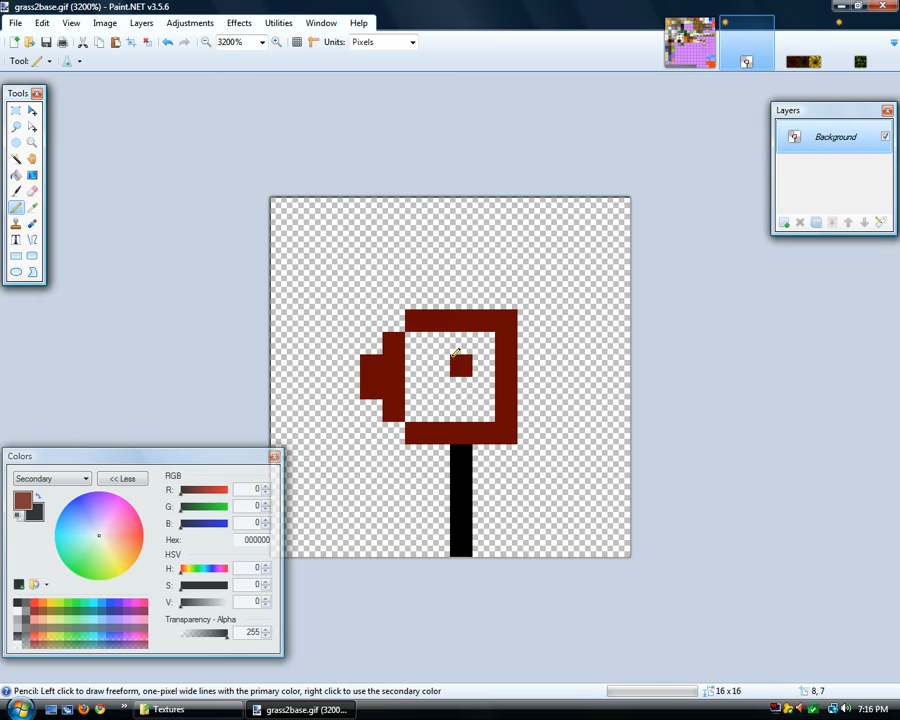 grass2base.gif (3200%) - Paint.NET v3.5.6
File Edit View Image Layers Adjustments Effects Utilities Window Help
3200% Units: Pixels
Tool:
Tools
Layers
Background
Colors
Secondary << Less
RGB
R: 0
G: 0
B: 0
Hex: 000000
HSV
H: 0
S: 0
V: 0
Transparency - Alpha
255
Pencil: Left click to draw freeform, one-pixel wide lines with the primary color, right click to use the secondary color
16 x 16
8, 7
Textures
grass2base.gif (3200...
7:16 PM